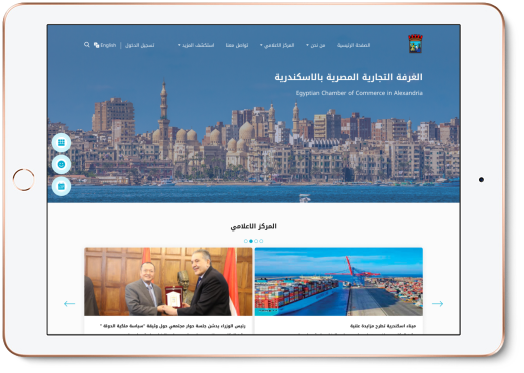 الصفحة الرئيسية   من نحن   المركز الاعلامي   تواصل معنا   استكشف المزيد   تسجيل الدخول | English
الغرفة التجارية المصرية بالاسكندرية
Egyptian Chamber of Commerce in Alexandria
المركز الاعلامي
ميناء اسكندرية تطرح مزايدة علنية
رئيس الوزراء يدشن جلسة حوار مجتمعي حول وثيقة "سياسة ملكية الدولة "